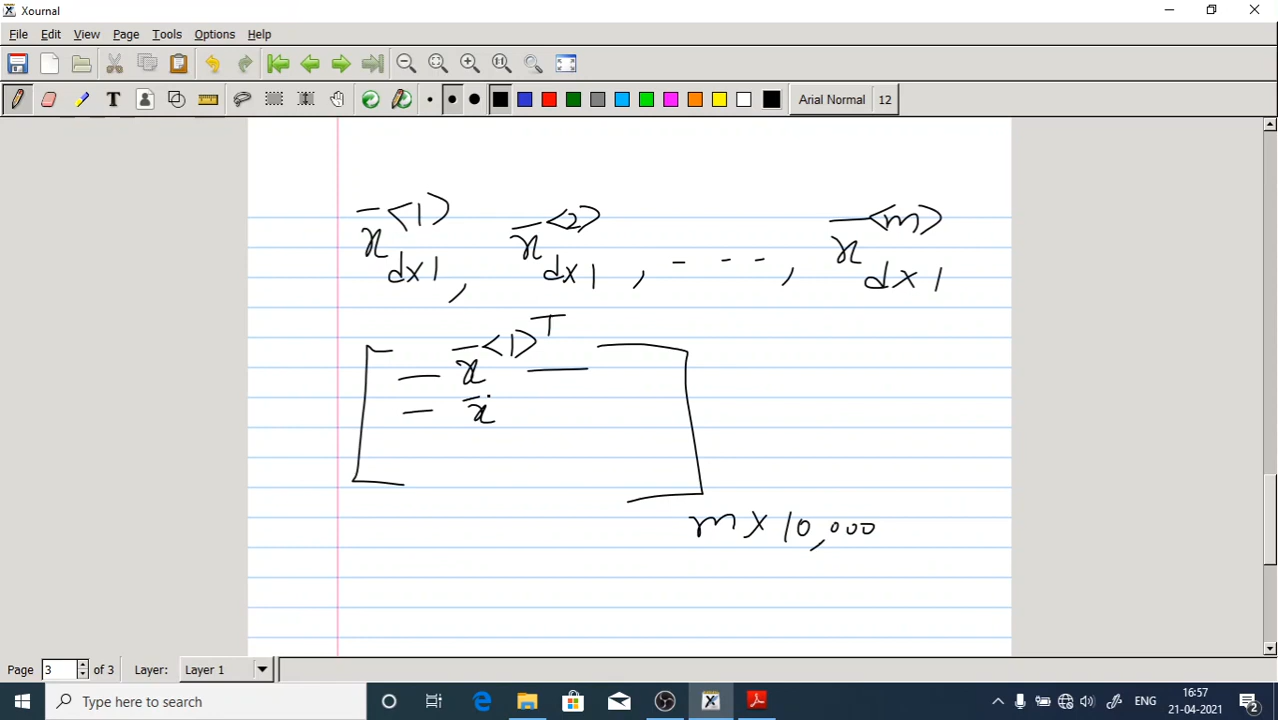 Xournal
File Edit View Page Tools Options Help
T Arial Normal 12
x̄<1> d×1, x̄<2> d×1, - - - -, x̄<m> d×1
[ — x̄<1>ᵀ — ]
— x̄
m × 10,000
Page 3 of 3 Layer: Layer 1
Type here to search
ENG 16:57
21-04-2021
2